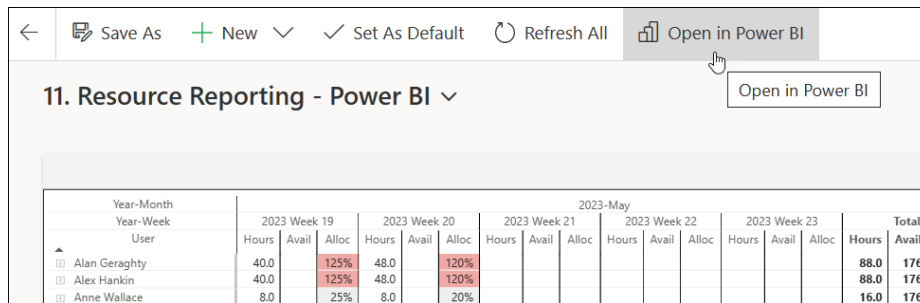 Save As New Set As Default Refresh All Open in Power BI
Open in Power BI
11. Resource Reporting - Power BI
Year-Month 2023-May
Year-Week 2023 Week 19 2023 Week 20 2023 Week 21 2023 Week 22 2023 Week 23 Total
User Hours Avail Alloc Hours Avail Alloc Hours Avail Alloc Hours Avail Alloc Hours Avail Alloc Hours Avail
Alan Geraghty 40.0 125% 48.0 120% 88.0 176
Alex Hankin 40.0 125% 48.0 120% 88.0 176
Anne Wallace 8.0 25% 8.0 20% 16.0 176